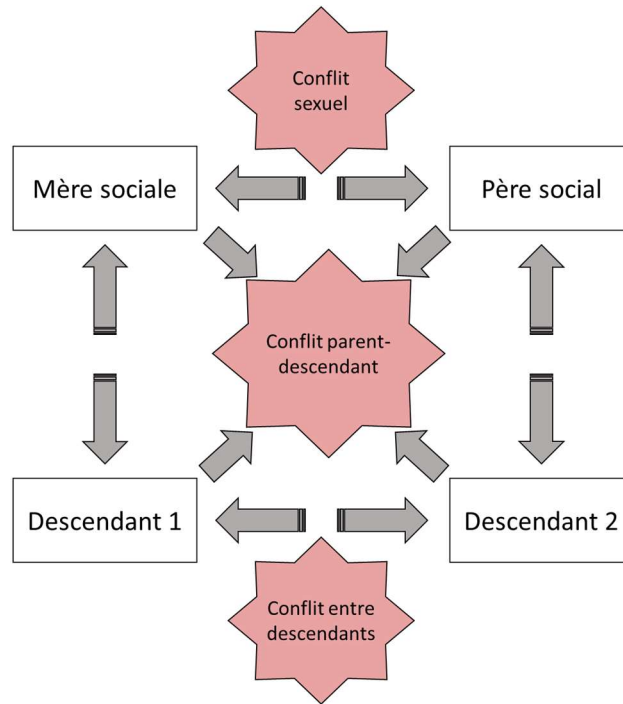 Conflit
sexuel
Mère sociale
Père social
Conflit parent-
descendant
Descendant 1
Descendant 2
Conflit entre
descendants